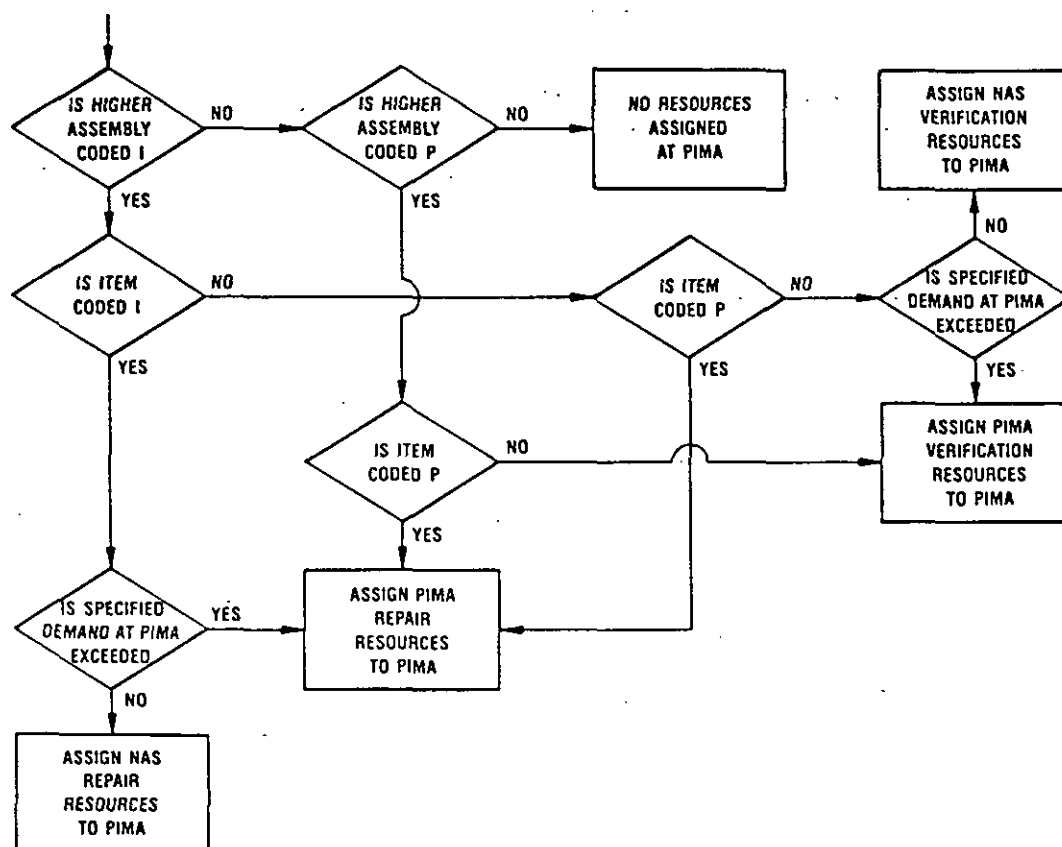 IS HIGHER
ASSEMBLY
CODED I
NO
YES
IS HIGHER
ASSEMBLY
CODED P
NO
YES
NO RESOURCES
ASSIGNED
AT PIMA
ASSIGN NAS
VERIFICATION
RESOURCES
TO PIMA
NO
IS ITEM
CODED I
NO
YES
IS ITEM
CODED P
NO
YES
IS SPECIFIED
DEMAND AT PIMA
EXCEEDED
YES
IS ITEM
CODED P
NO
YES
ASSIGN PIMA
VERIFICATION
RESOURCES
TO PIMA
IS SPECIFIED
DEMAND AT PIMA
EXCEEDED
YES
NO
ASSIGN PIMA
REPAIR
RESOURCES
TO PIMA
ASSIGN NAS
REPAIR
RESOURCES
TO PIMA